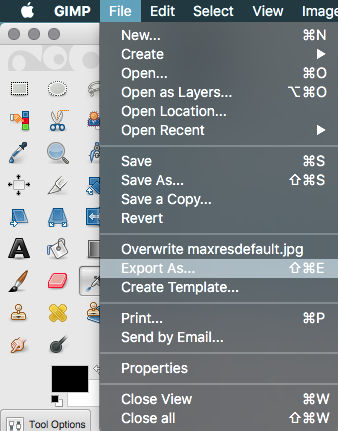 GIMP File Edit Select View Image
New... ⌘N
Create ▶
Open... ⌘O
Open as Layers... ⌥⌘O
Open Location...
Open Recent ▶
Save ⌘S
Save As... ⇧⌘S
Save a Copy...
Revert
Overwrite maxresdefault.jpg
Export As... ⇧⌘E
Create Template...
Print... ⌘P
Send by Email...
Properties
Close View ⌘W
Close all ⇧⌘W
Tool Options